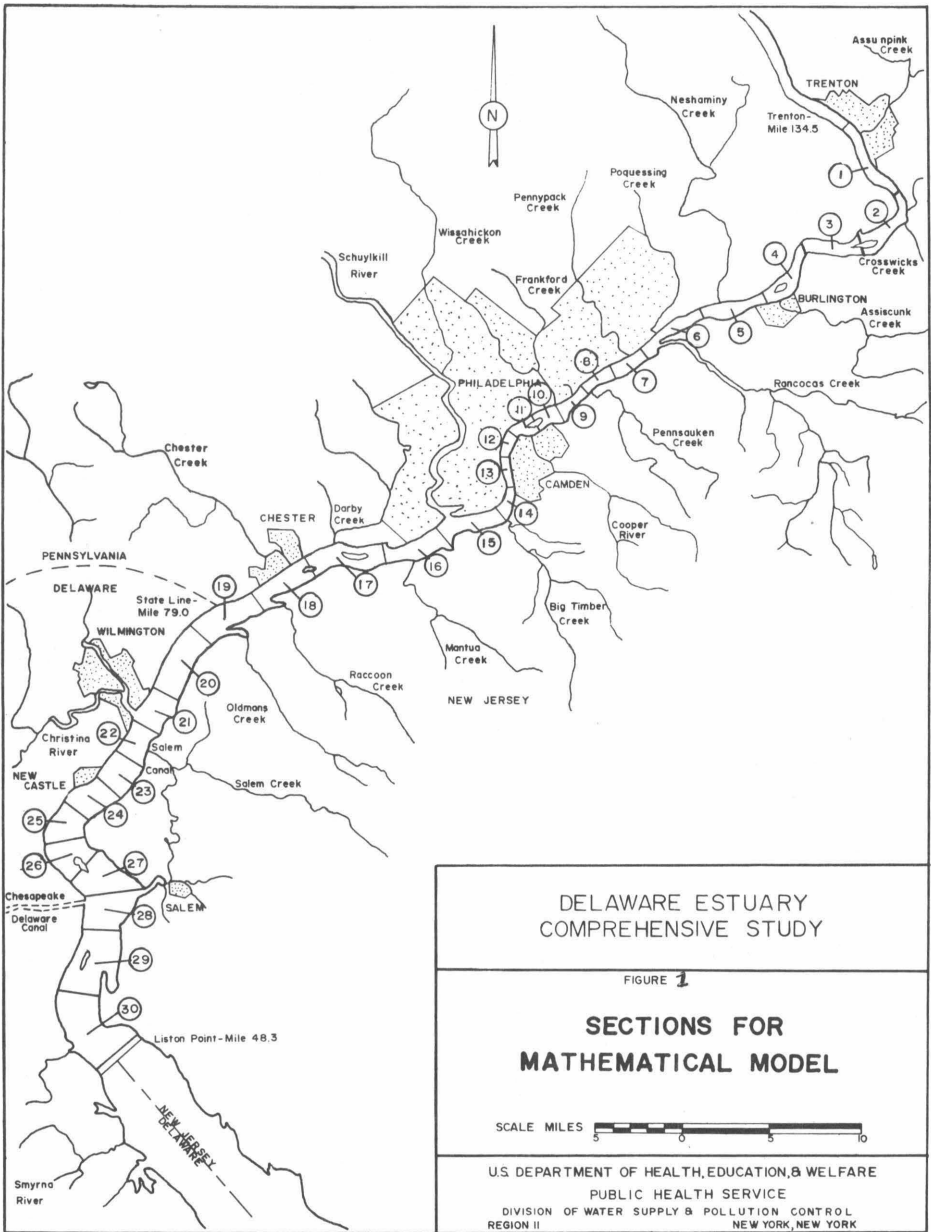 Assunpink
Creek
TRENTON
Neshaminy
Creek
Trenton-
Mile 134.5
N
Poquessing
Creek
Pennypack
Creek
1
Wissahickon
Creek
2
3
Schuylkill
River
4
Crosswicks
Creek
Frankford
Creek
BURLINGTON
Assiscunk
Creek
5
6
8
7
PHILADELPHIA
10
Rancocas Creek
11
9
12
Pennsauken
Creek
Chester
Creek
13
CAMDEN
Darby
Creek
14
CHESTER
Cooper
River
15
16
PENNSYLVANIA
17
19
18
DELAWARE
State Line-
Mile 79.0
Big Timber
Creek
WILMINGTON
Mantua
Creek
20
Raccoon
Creek
NEW JERSEY
Oldmans
Creek
21
22
Christina
River
Salem
Canal
NEW
CASTLE
Salem Creek
23
24
25
26
27
Chesapeake
Delaware
Canal
SALEM
28
29
30
Liston Point-Mile 48.3
NEW JERSEY
DELAWARE
Smyrna
River
DELAWARE ESTUARY
COMPREHENSIVE STUDY
FIGURE 1
SECTIONS FOR
MATHEMATICAL MODEL
SCALE MILES
5 0 5 10
U.S. DEPARTMENT OF HEALTH, EDUCATION, & WELFARE
PUBLIC HEALTH SERVICE
DIVISION OF WATER SUPPLY & POLLUTION CONTROL
REGION II NEW YORK, NEW YORK